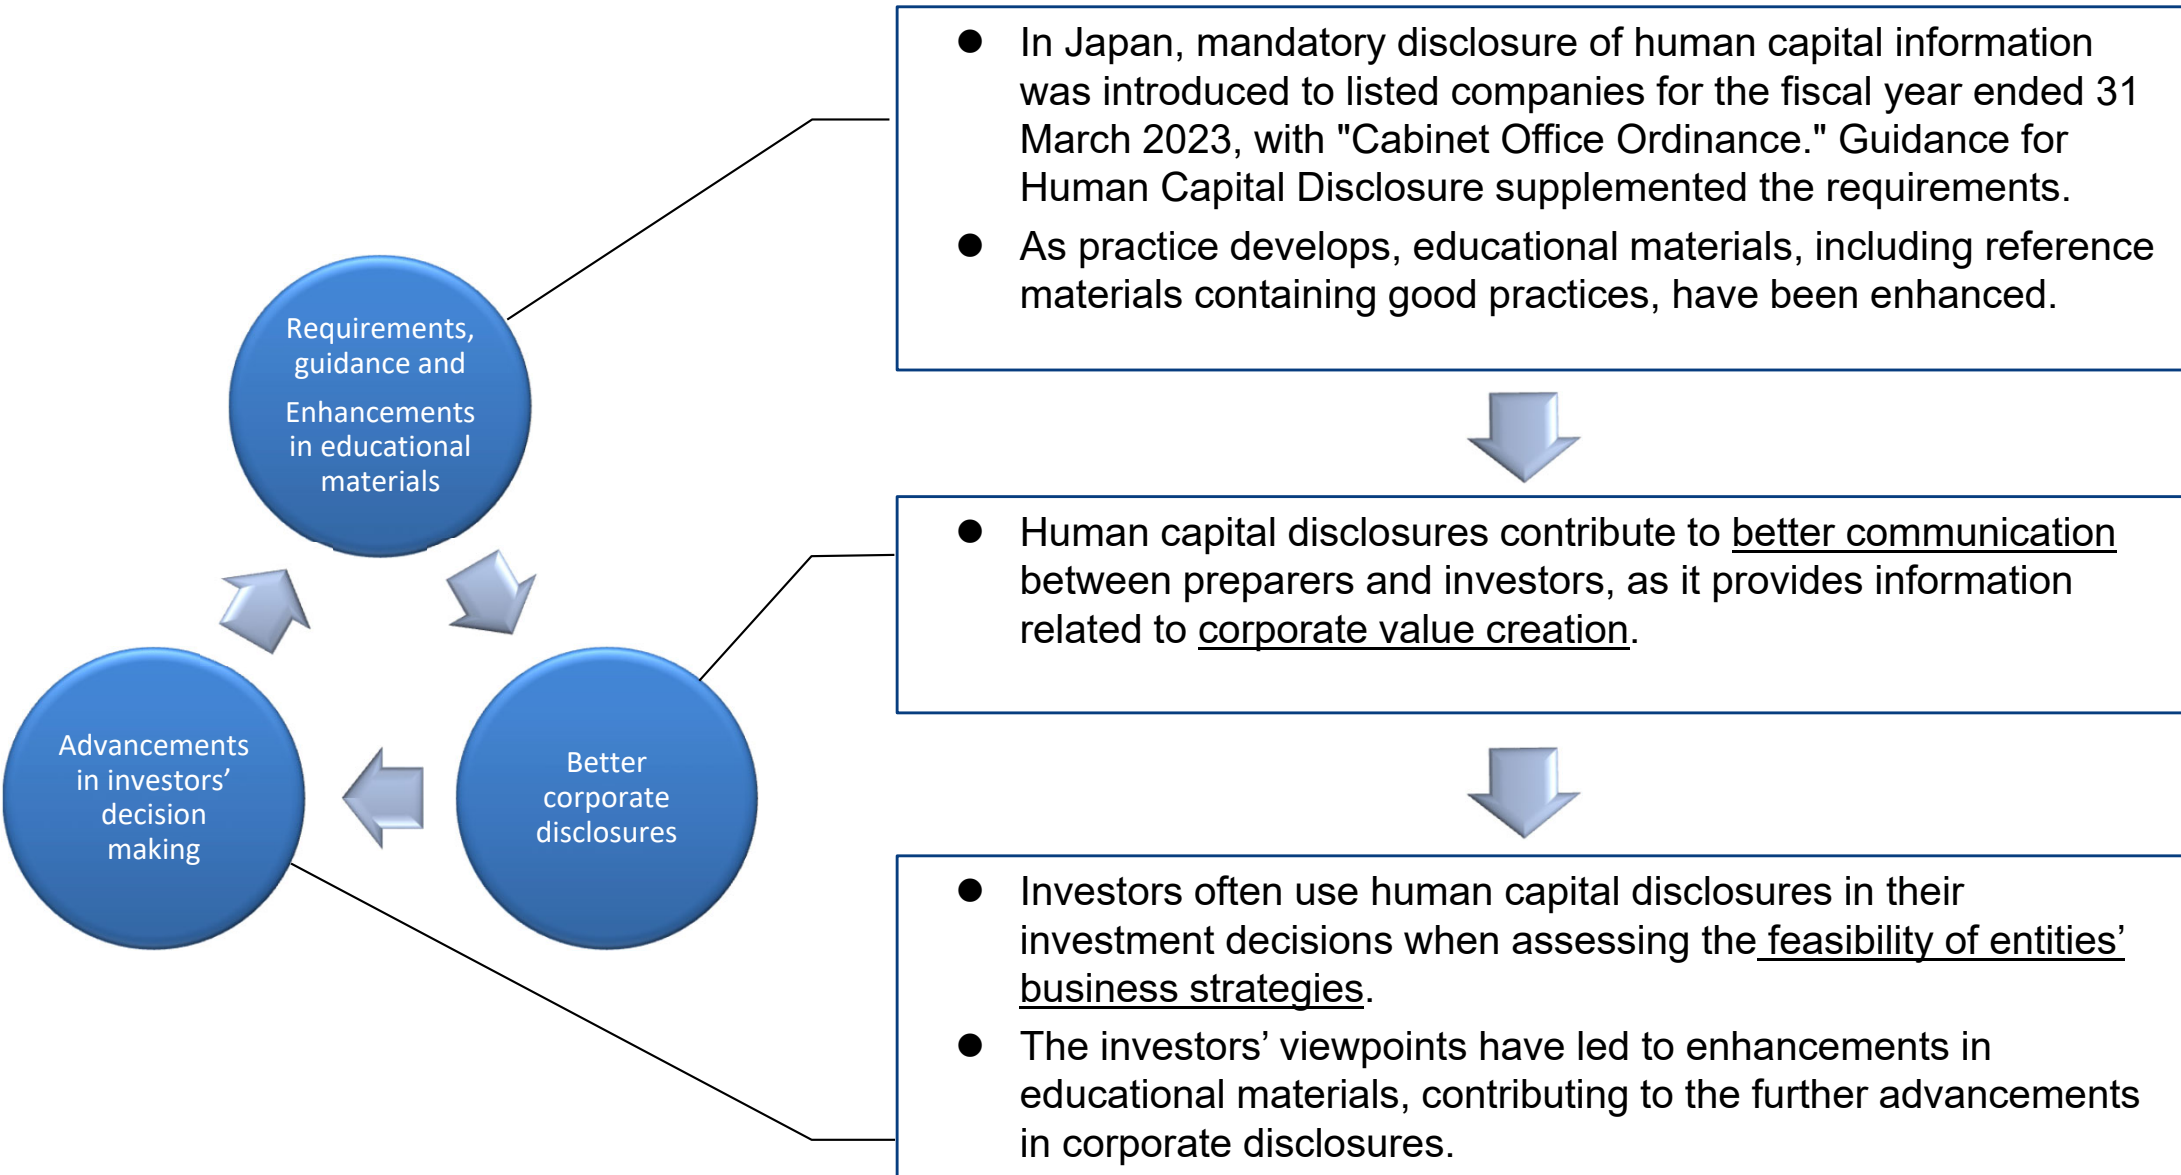 Requirements,
guidance and
Enhancements
in educational
materials
Better
corporate
disclosures
Advancements
in investors’
decision
making
● In Japan, mandatory disclosure of human capital information
was introduced to listed companies for the fiscal year ended 31
March 2023, with "Cabinet Office Ordinance." Guidance for
Human Capital Disclosure supplemented the requirements.
● As practice develops, educational materials, including reference
materials containing good practices, have been enhanced.
● Human capital disclosures contribute to better communication
between preparers and investors, as it provides information
related to corporate value creation.
● Investors often use human capital disclosures in their
investment decisions when assessing the feasibility of entities’
business strategies.
● The investors’ viewpoints have led to enhancements in
educational materials, contributing to the further advancements
in corporate disclosures.